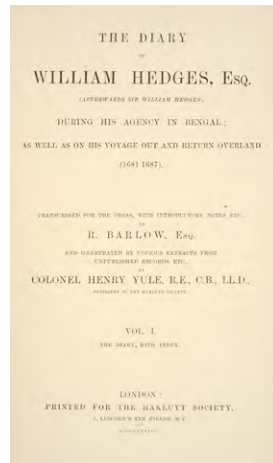 THE DIARY
OF
WILLIAM HEDGES, ESQ.
(AFTERWARDS SIR WILLIAM HEDGES),
DURING HIS AGENCY IN BENGAL;
AS WELL AS ON HIS VOYAGE OUT AND RETURN OVERLAND
(1681-1687).
TRANSCRIBED FOR THE PRESS, WITH INTRODUCTORY NOTES, ETC.,
BY
R. BARLOW, ESQ.,
AND ILLUSTRATED BY COPIOUS EXTRACTS FROM
UNPUBLISHED RECORDS, ETC.,
BY
COLONEL HENRY YULE, R.E., C.B., LL.D.,
PRESIDENT OF THE HAKLUYT SOCIETY.
VOL. I.
THE DIARY, WITH INDEX.
LONDON:
PRINTED FOR THE HAKLUYT SOCIETY,
4, LINCOLN'S INN FIELDS, W.C.